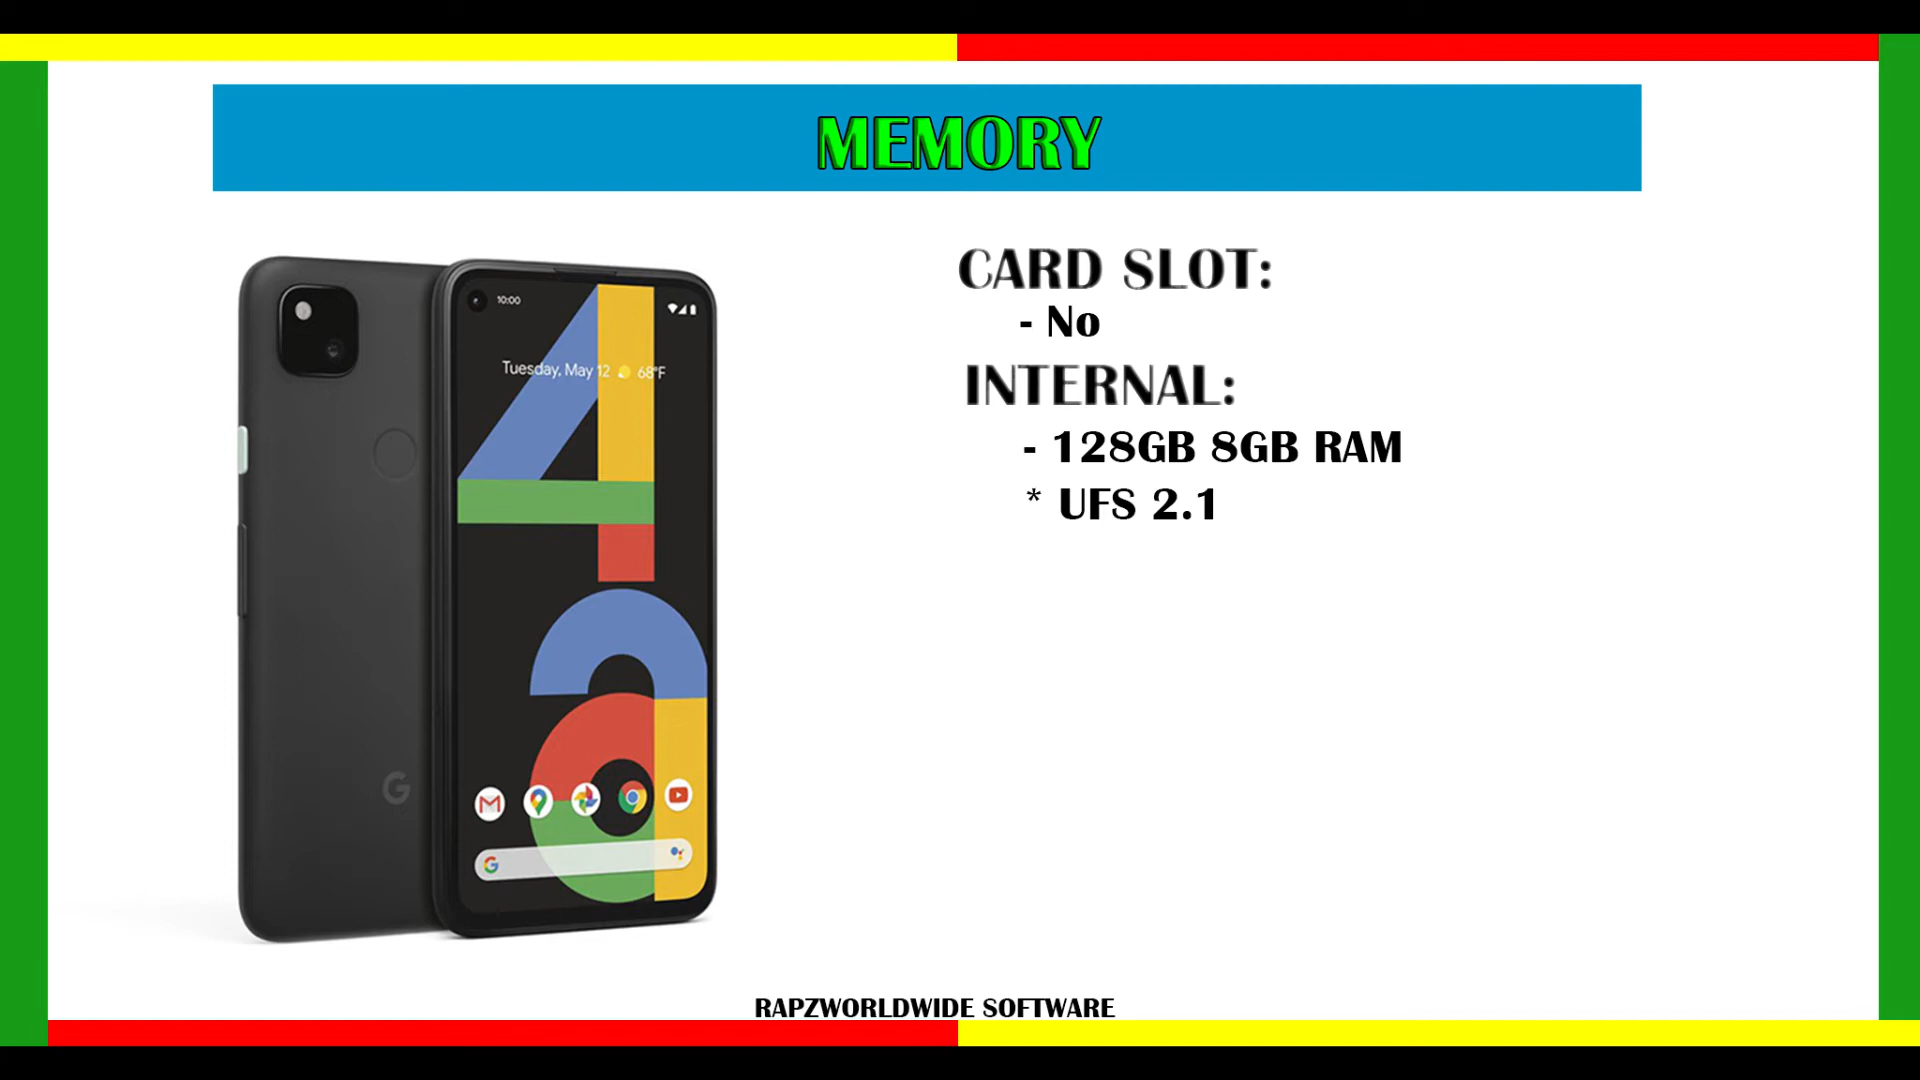 MEMORY
CARD SLOT:
- No
INTERNAL:
- 128GB 8GB RAM
* UFS 2.1
10:00
Tuesday, May 12 68°F
4a
G
RAPZWORLDWIDE SOFTWARE